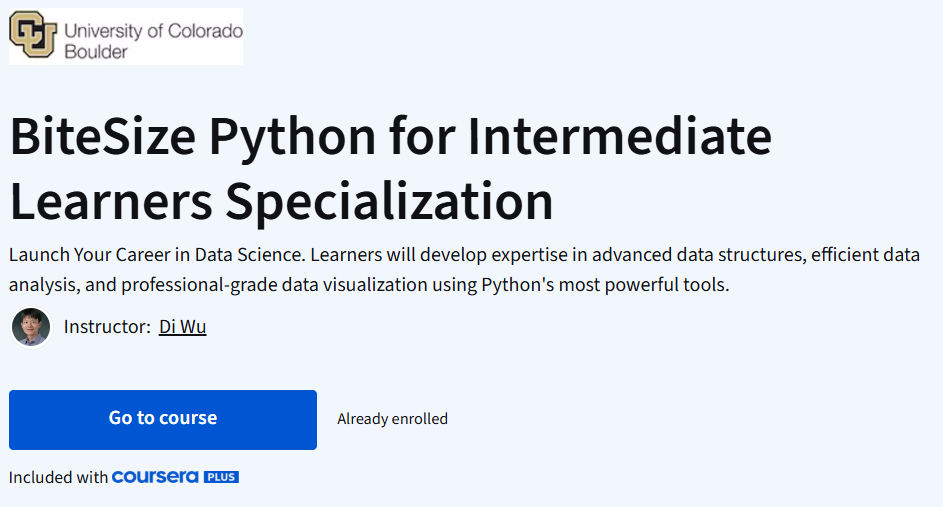 University of Colorado
Boulder
BiteSize Python for Intermediate
Learners Specialization
Launch Your Career in Data Science. Learners will develop expertise in advanced data structures, efficient data
analysis, and professional-grade data visualization using Python's most powerful tools.
Instructor: Di Wu
Go to course
Already enrolled
Included with coursera PLUS